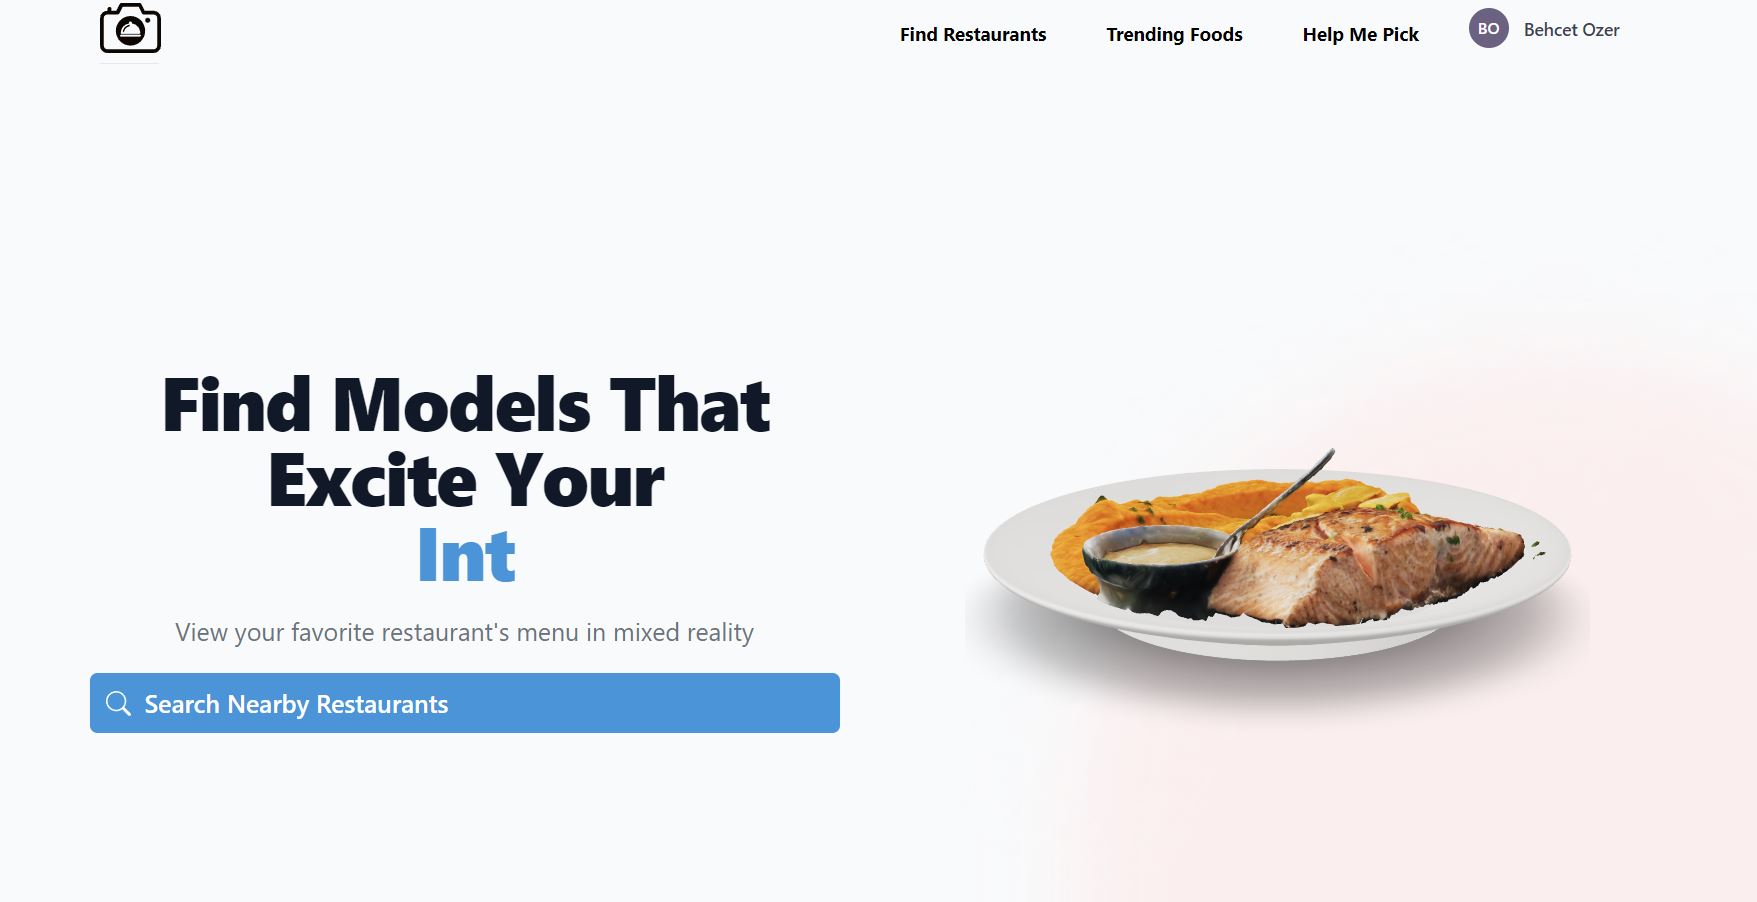 Find Restaurants
Trending Foods
Help Me Pick
BO
Behcet Ozer
Find Models That
Excite Your
Int
View your favorite restaurant's menu in mixed reality
Search Nearby Restaurants